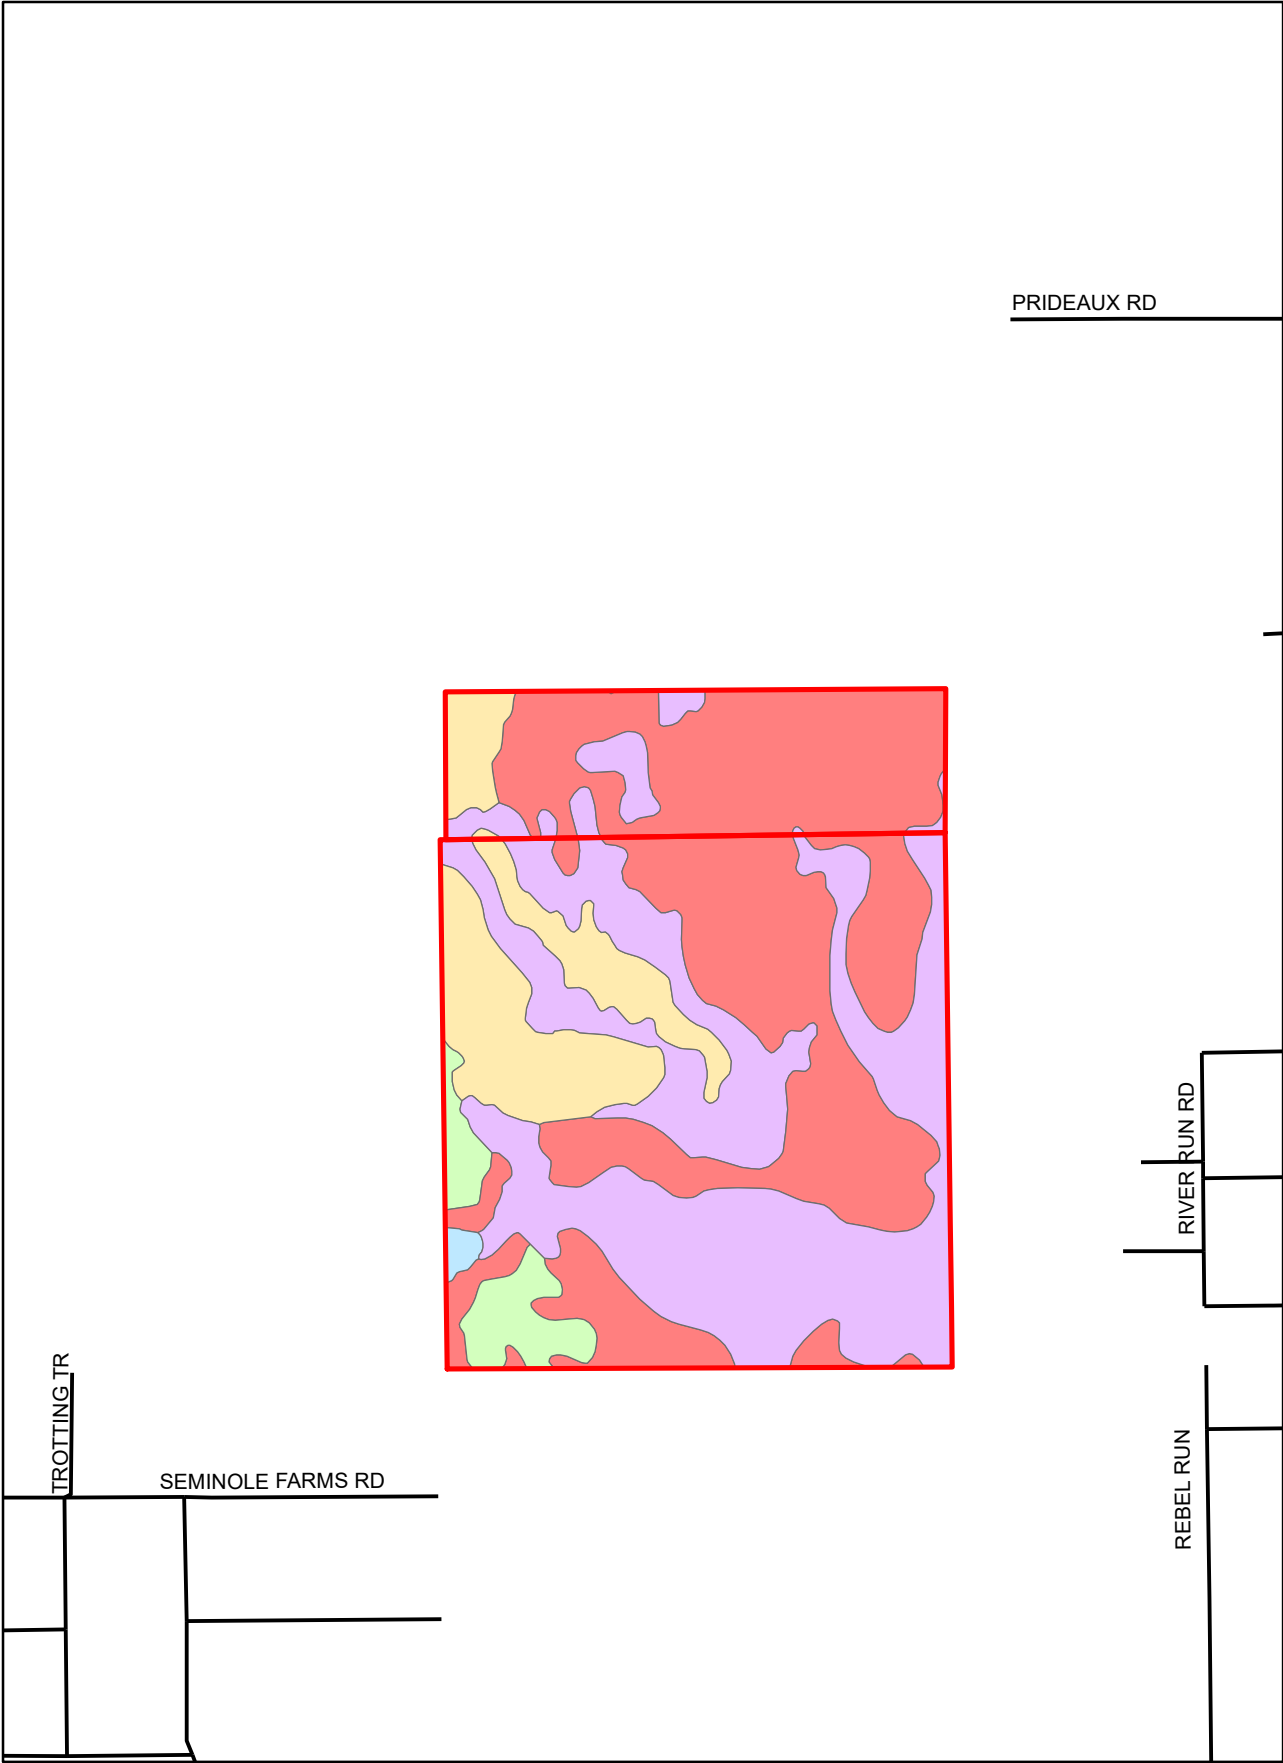 PRIDEAUX RD
RIVER RUN RD
TROTTING TR
SEMINOLE FARMS RD
REBEL RUN